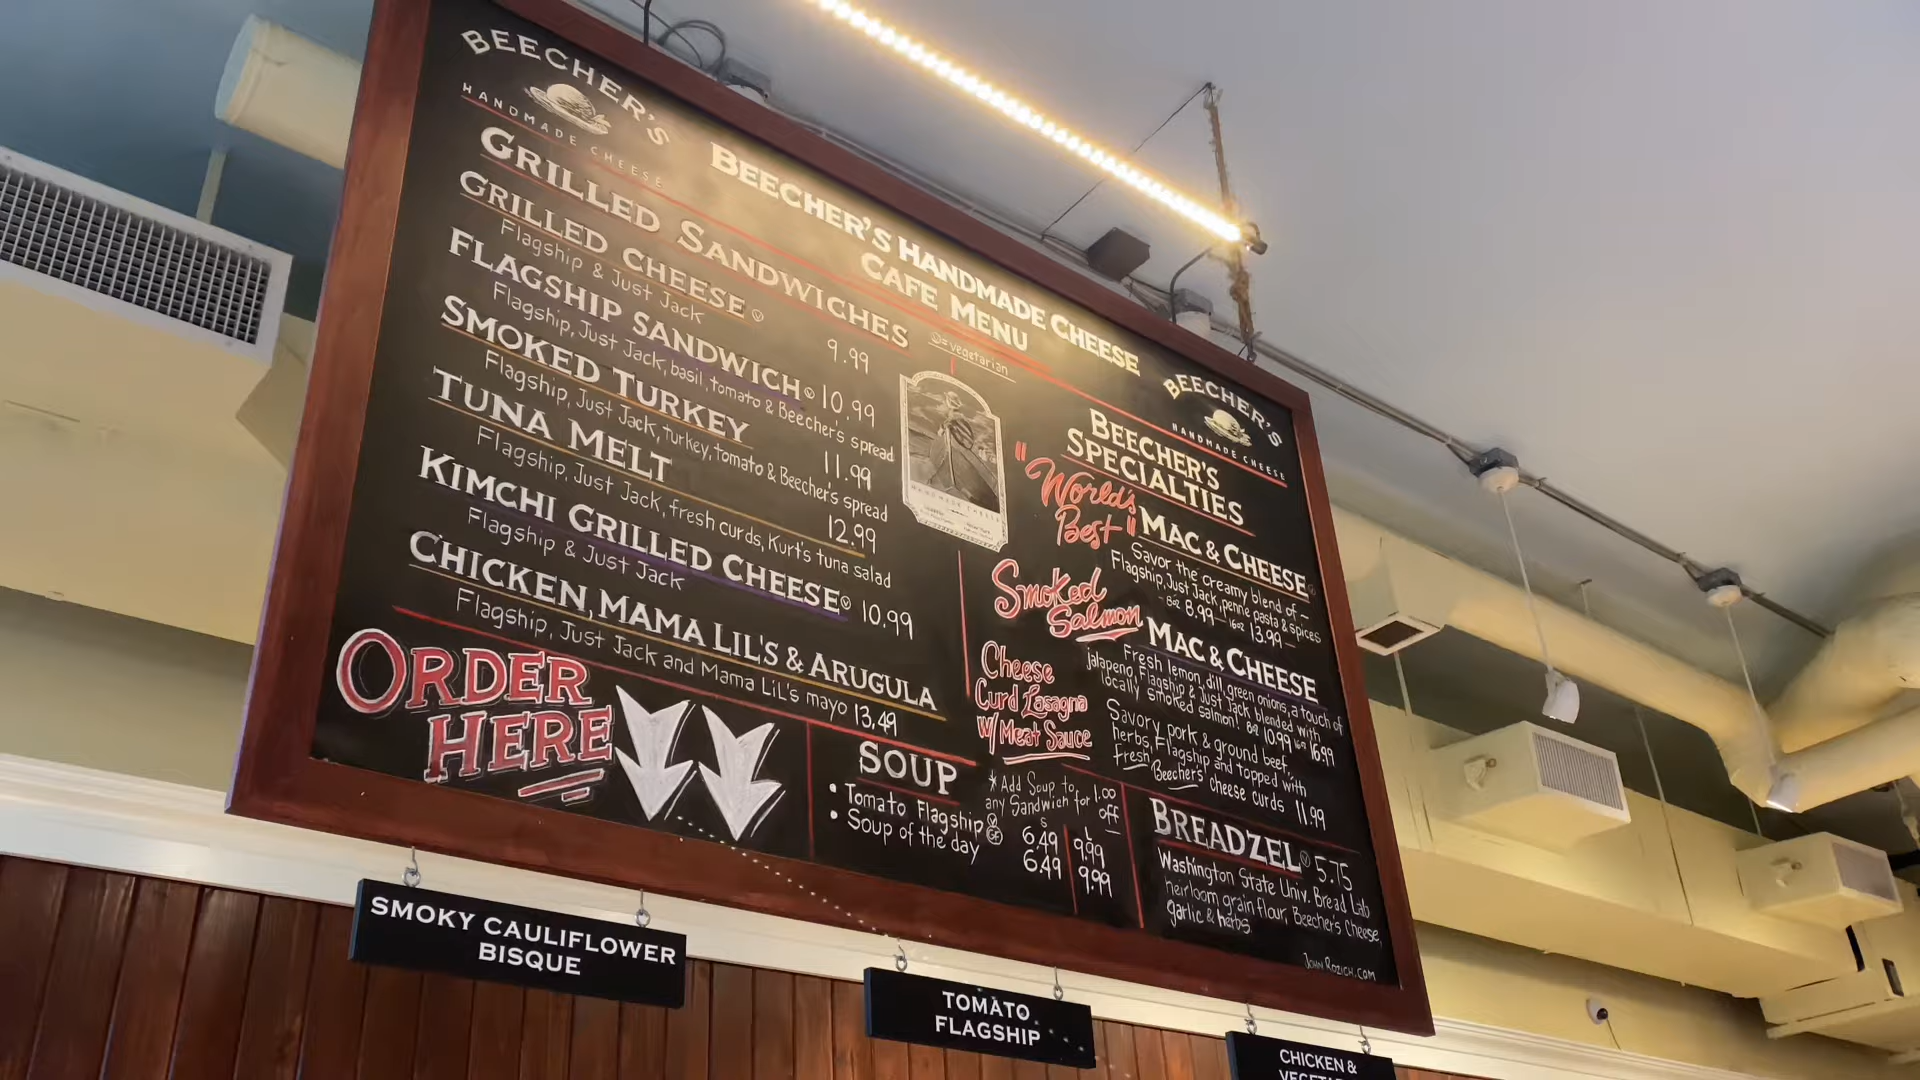 BEECHER'S
HANDMADE CHEESE
BEECHER'S HANDMADE CHEESE
CAFE MENU
GRILLED SANDWICHES
V=vegetarian
GRILLED CHEESE V
Flagship & Just Jack
9.99
FLAGSHIP SANDWICH V 10.99
Flagship, Just Jack, basil, tomato & Beecher's spread
SMOKED TURKEY
Flagship, Just Jack, turkey, tomato & Beecher's spread
11.99
TUNA MELT
Flagship, Just Jack, fresh curds, Kurt's tuna salad
12.99
KIMCHI GRILLED CHEESE V 10.99
Flagship & Just Jack
CHICKEN, MAMA LIL'S & ARUGULA
Flagship, Just Jack and Mama LiL's mayo 13.49
ORDER
HERE
BEECHER'S
HANDMADE CHEESE
BEECHER'S
SPECIALTIES
"World's
Best" MAC & CHEESE V
Savor the creamy blend of-
Flagship, Just Jack, penne pasta & spices
- 8oz 8.99 16oz 13.99 -
Smoked
Salmon MAC & CHEESE
Fresh lemon, dill, green onions, a touch of
jalapeno, Flagship & Just Jack blended with
locally smoked salmon! 8oz 10.99 16oz 16.99
Cheese
Curd Lasagna
W/ Meat Sauce
Savory pork & ground beef,
herbs, Flagship and topped with
fresh Beecher's cheese curds 11.99
SOUP
* Add Soup to
any Sandwich for 1.00
off
S L
• Tomato Flagship V GF 6.49 9.99
• Soup of the day 6.49 9.99
BREADZEL V 5.75
Washington State Univ. Bread Lab
heirloom grain flour, Beecher's Cheese,
garlic & herbs.
JOHN ROZICH.COM
SMOKY CAULIFLOWER
BISQUE
TOMATO
FLAGSHIP
CHICKEN &